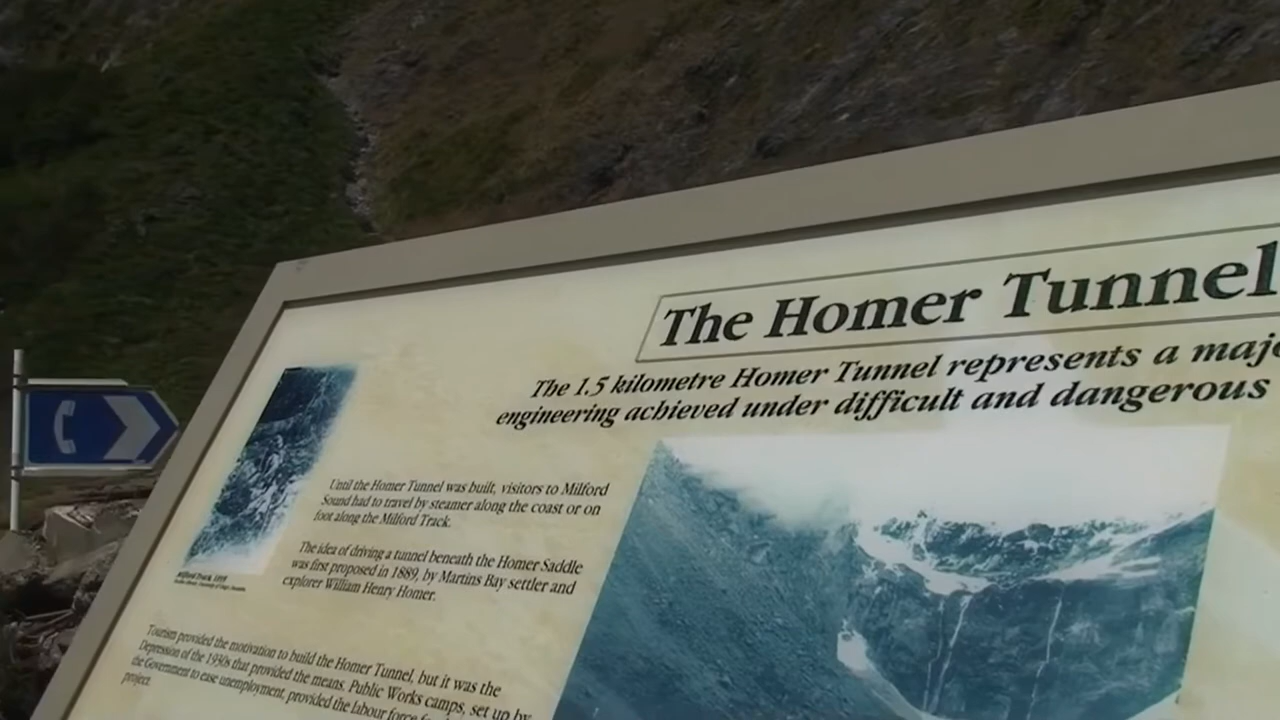 The Homer Tunnel
The 1.5 kilometre Homer Tunnel represents a
engineering achieved under difficult and dangerous
Until the Homer Tunnel was built, visitors to Milford
Sound had to travel by steamer along the coast or on
foot along the Milford Track.
The idea of driving a tunnel beneath the Homer Saddle
was first proposed in 1889, by Martins Bay settler and
explorer William Henry Homer.
Milford Track
Tourism provided the motivation to build the Homer Tunnel, but it was the
Depression of the 1930s that provided the means. Public Works camps, set up by
the Government to ease unemployment, provided the labour force
project.